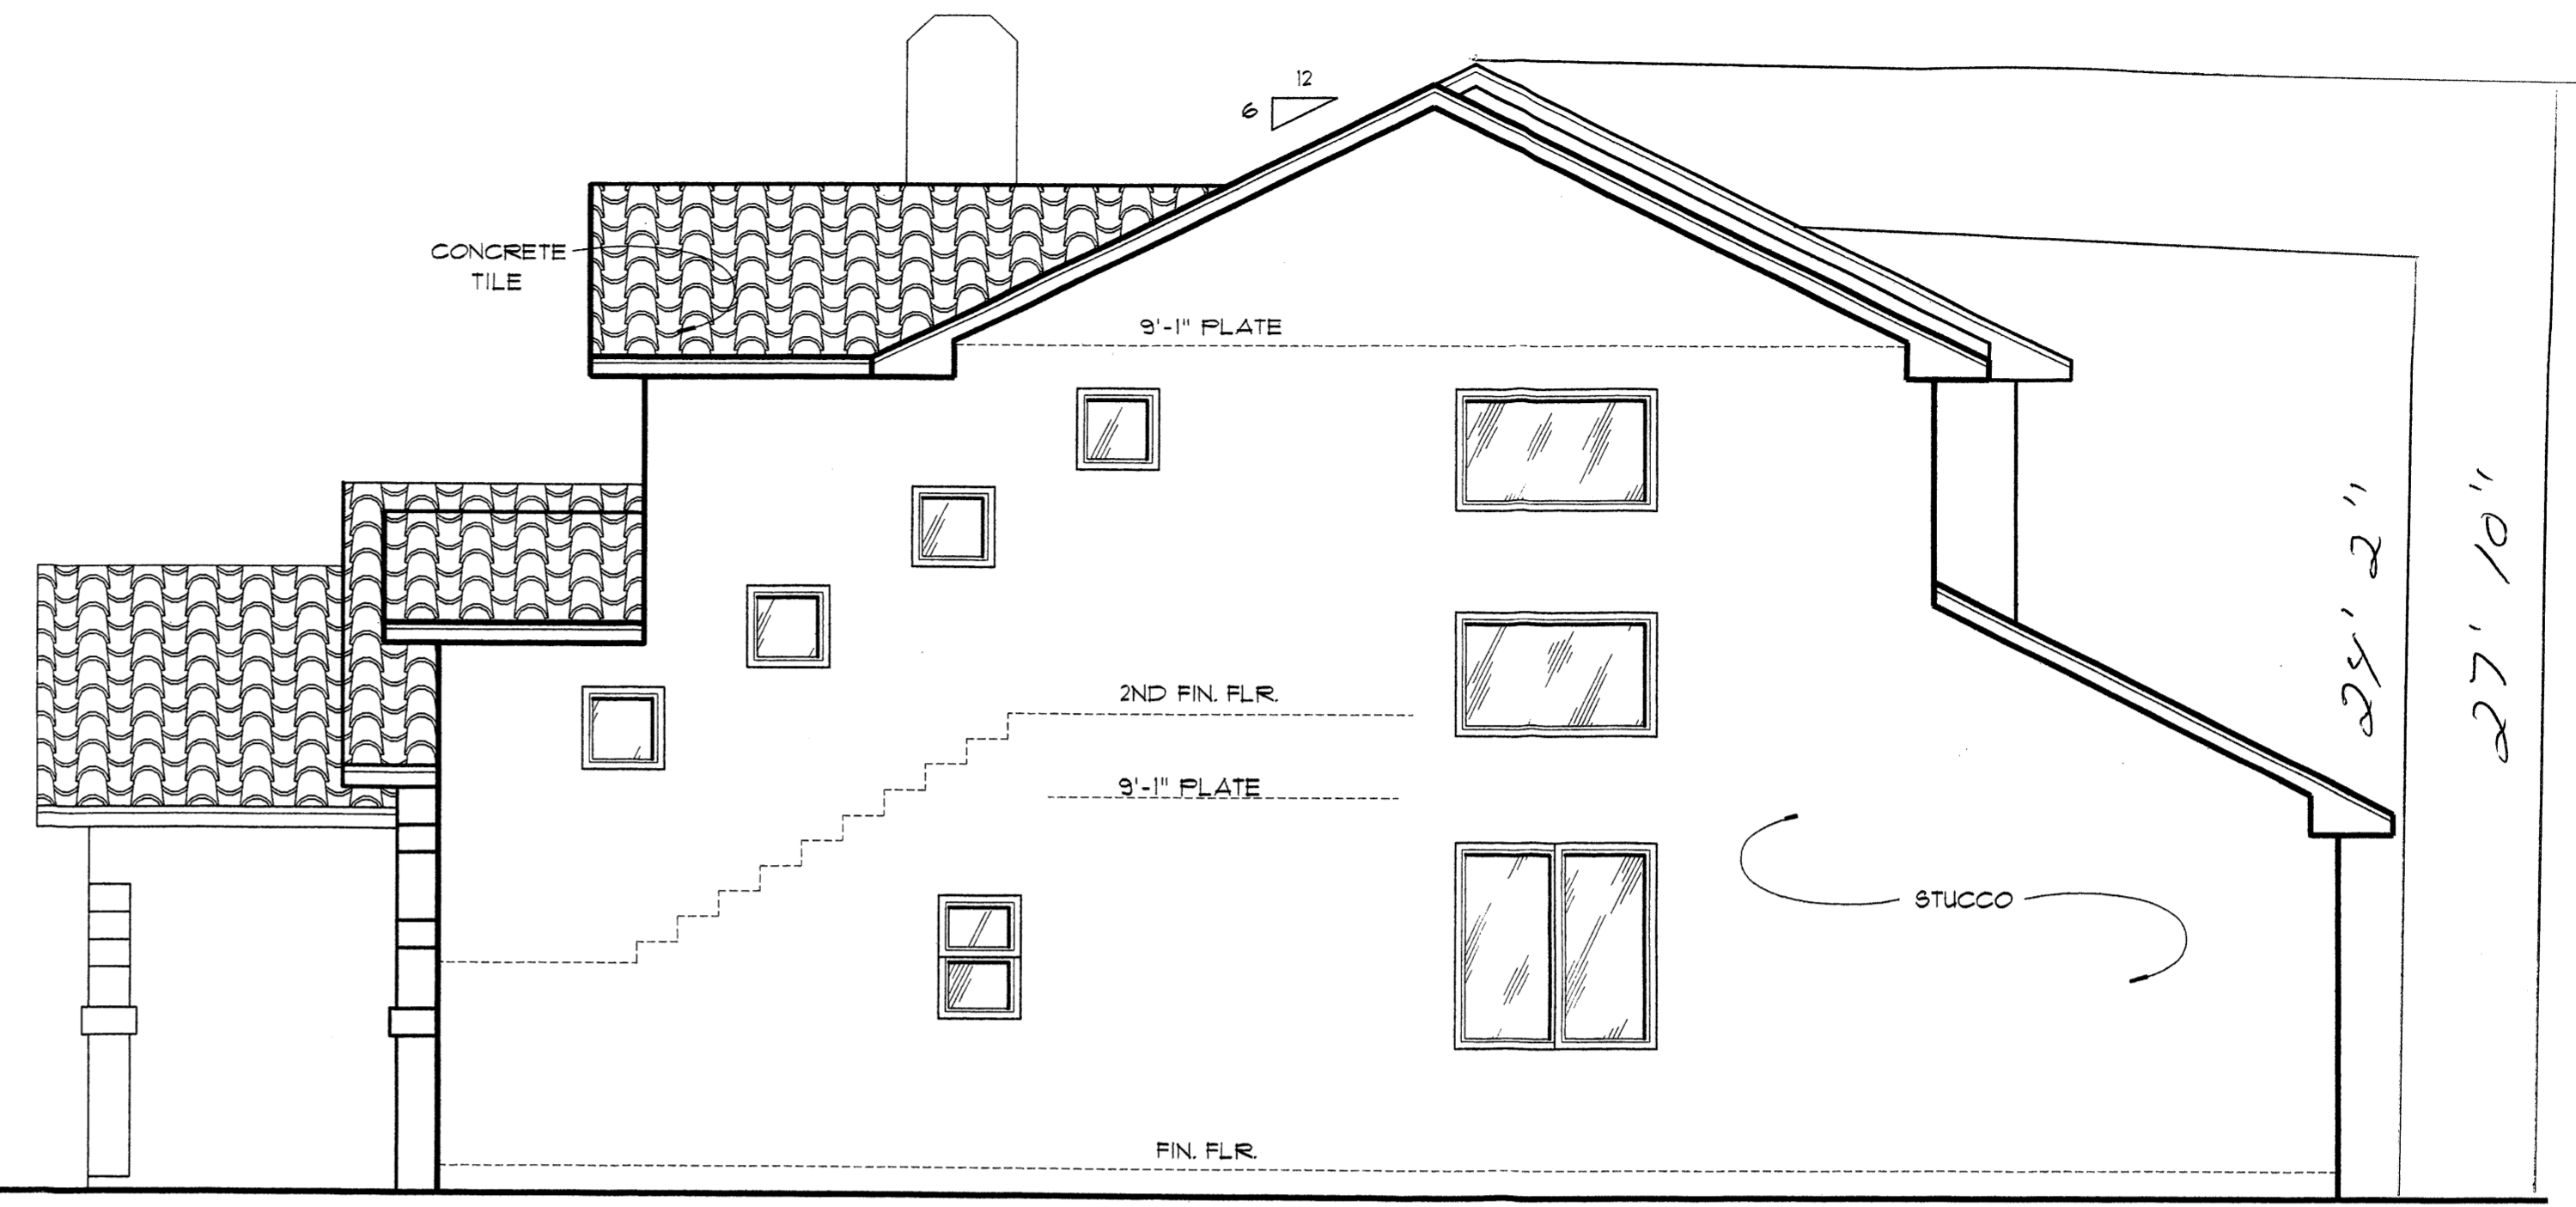 12
6
CONCRETE
TILE
9'-1" PLATE
2ND FIN. FLR.
9'-1" PLATE
STUCCO
FIN. FLR.
24' 2"
27' 10"